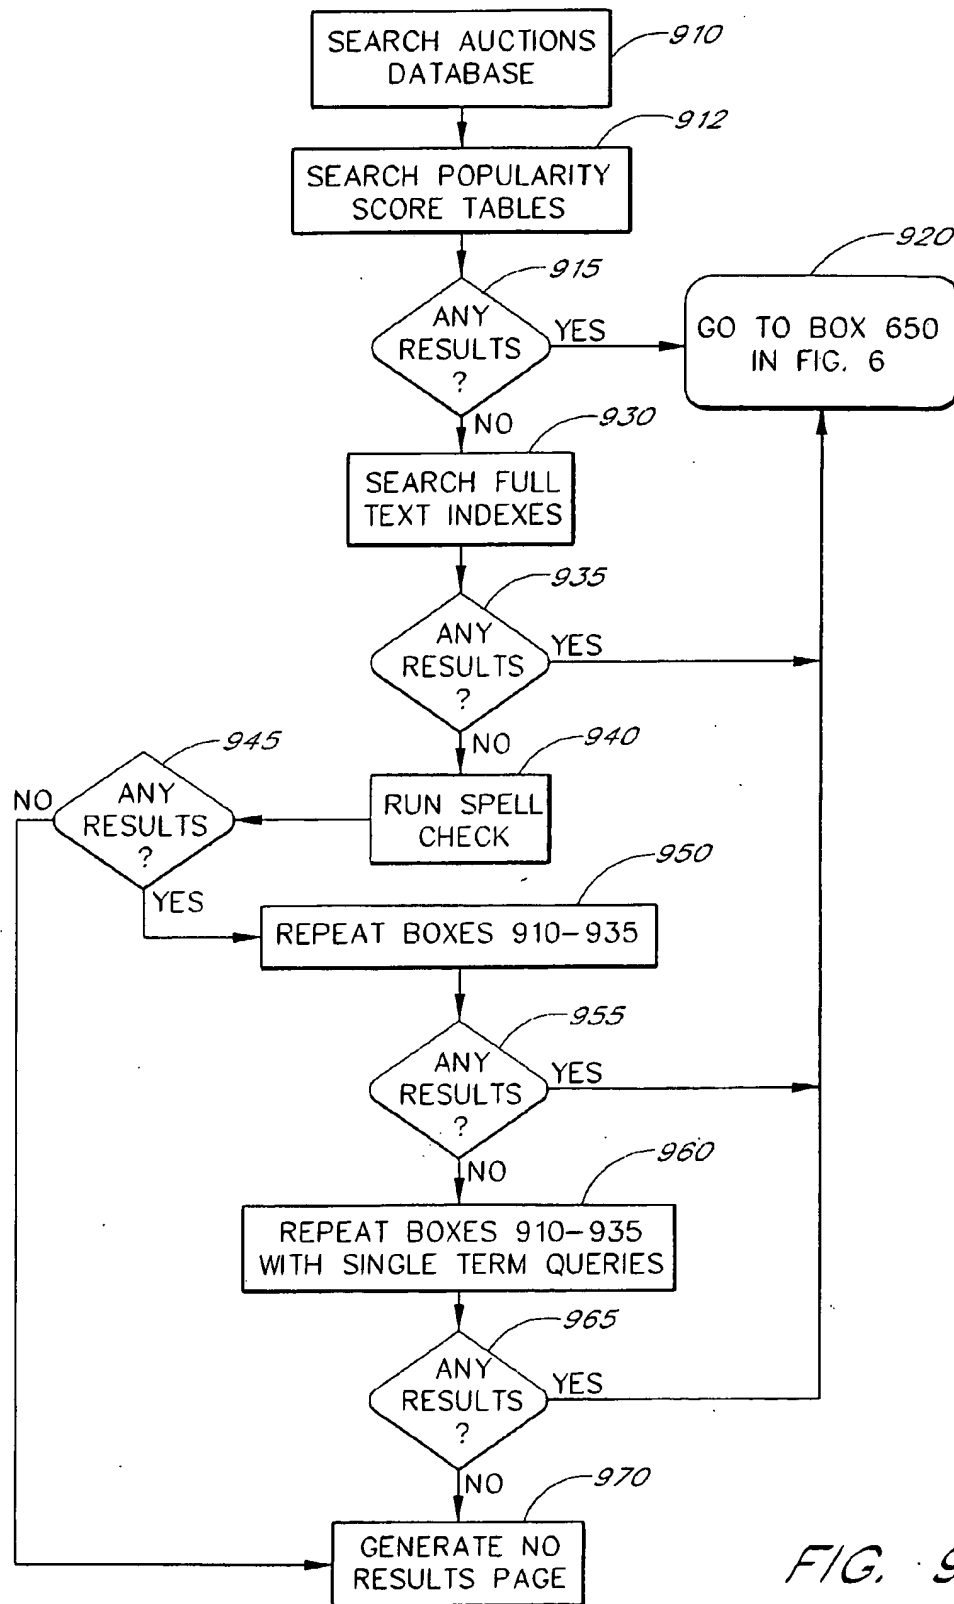 SEARCH AUCTIONS
DATABASE
910
SEARCH POPULARITY
SCORE TABLES
912
ANY
RESULTS
?
915
YES
NO
GO TO BOX 650
IN FIG. 6
920
SEARCH FULL
TEXT INDEXES
930
ANY
RESULTS
?
935
YES
NO
RUN SPELL
CHECK
940
ANY
RESULTS
?
945
NO
YES
REPEAT BOXES 910-935
950
ANY
RESULTS
?
955
YES
NO
REPEAT BOXES 910-935
WITH SINGLE TERM QUERIES
960
ANY
RESULTS
?
965
YES
NO
GENERATE NO
RESULTS PAGE
970
FIG. 9